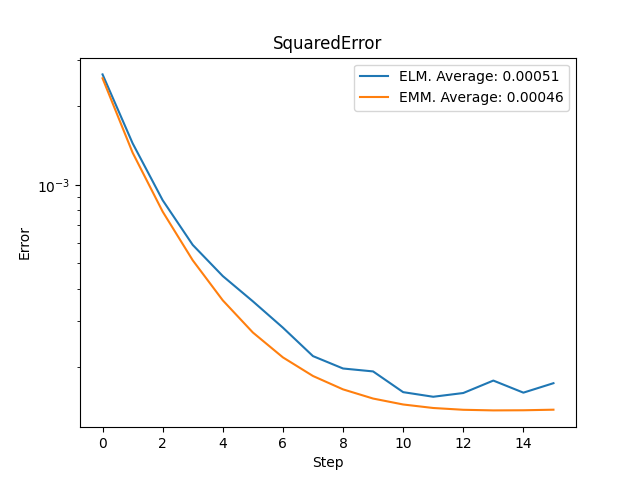 SquaredError
ELM. Average: 0.00051
EMM. Average: 0.00046
10⁻³
Error
0 2 4 6 8 10 12 14
Step